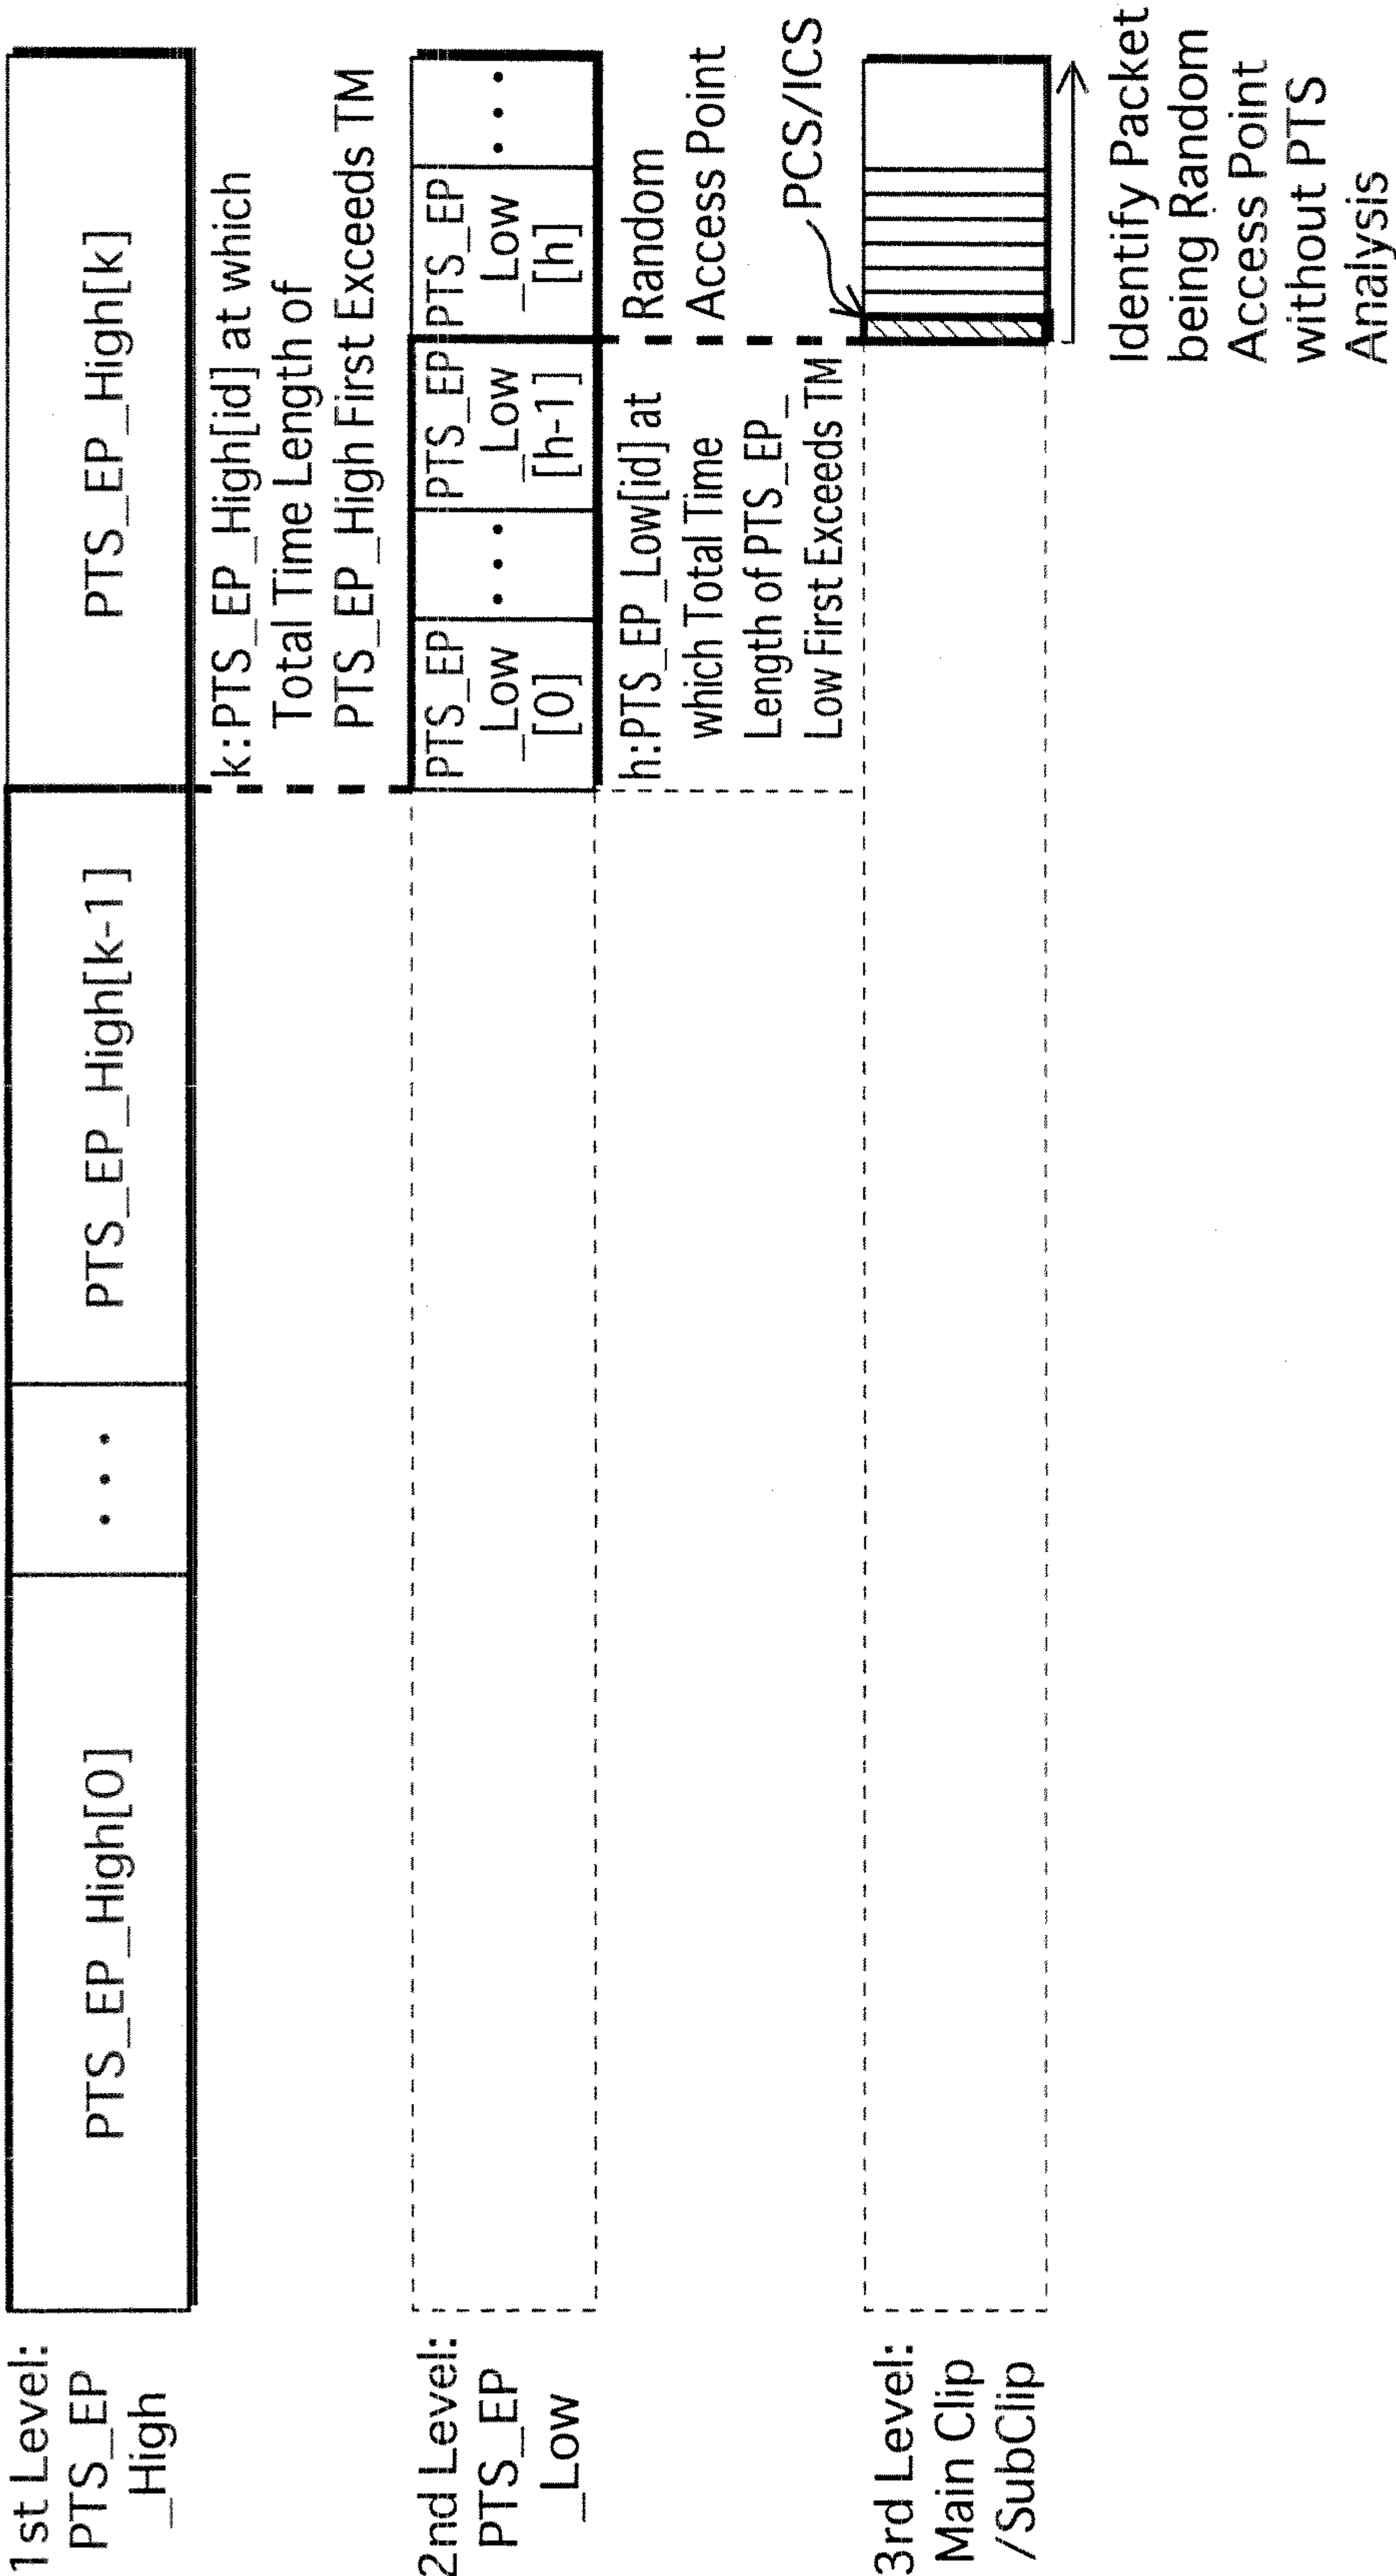 1st Level:
PTS_EP
_High
PTS_EP_High[0]
• • •
PTS_EP_High[k-1]
PTS_EP_High[k]
k:PTS_EP_High[id] at which
Total Time Length of
PTS_EP_High First Exceeds TM
2nd Level:
PTS_EP
_Low
PTS_EP
_Low
[0]
• • •
PTS_EP
_Low
[h-1]
PTS_EP
_Low
[h]
• • •
h:PTS_EP_Low[id] at
which Total Time
Length of PTS_EP_
Low First Exceeds TM
Random
Access Point
3rd Level:
Main Clip
/SubClip
PCS/ICS
Identify Packet
being Random
Access Point
without PTS
Analysis